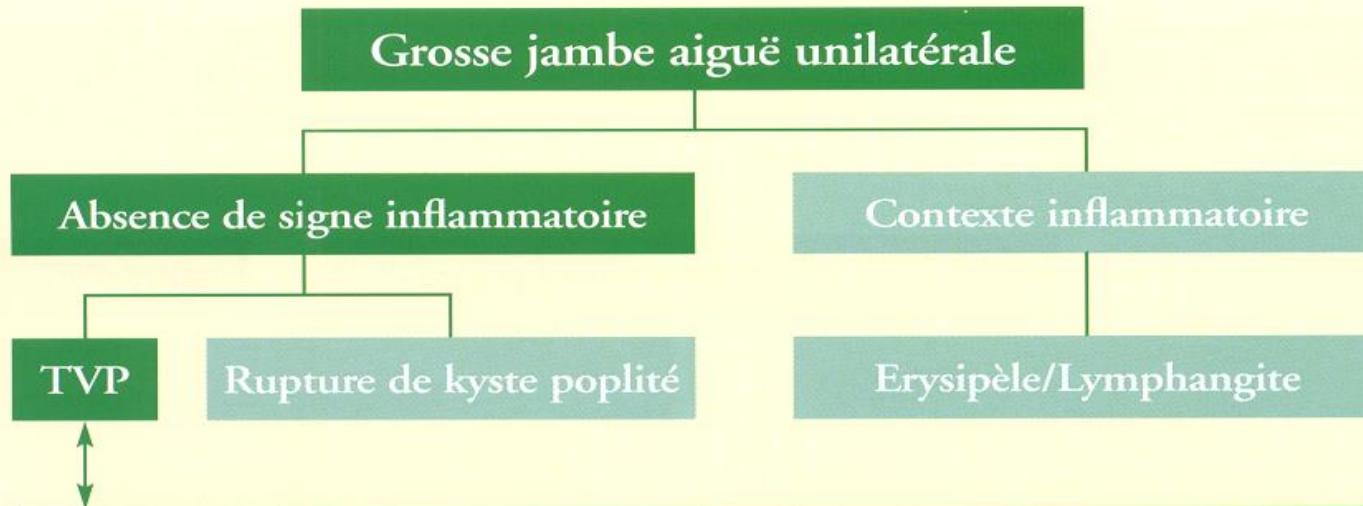 Grosse jambe aiguë unilatérale
Absence de signe inflammatoire
Contexte inflammatoire
TVP
Rupture de kyste poplité
Erysipèle/Lymphangite